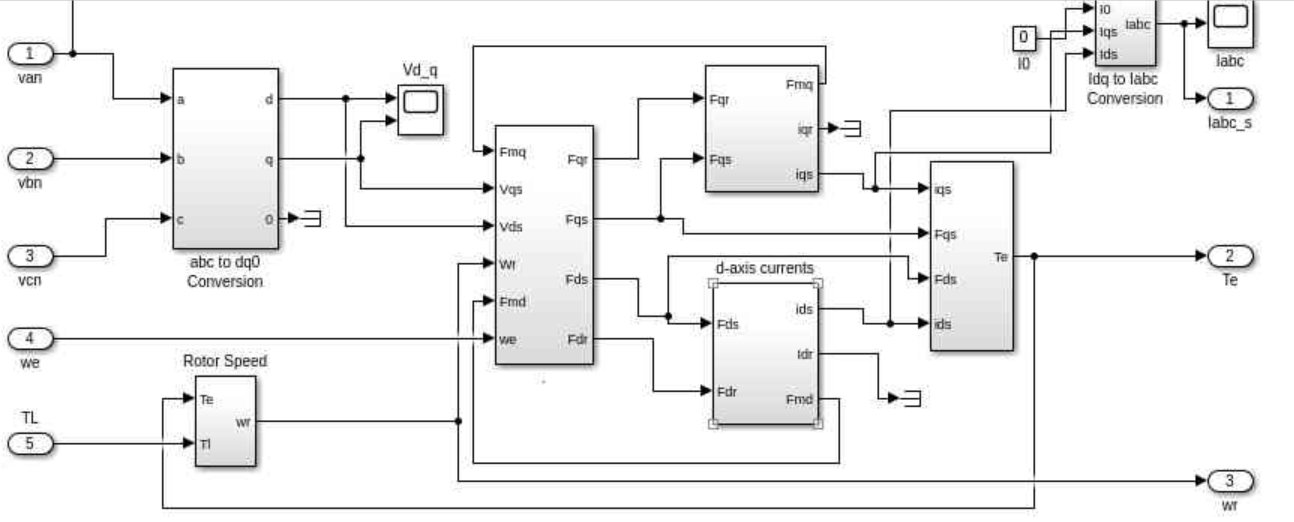 1
van
2
vbn
3
vcn
4
we
TL
5
a
b
c
d
q
0
abc to dq0
Conversion
Vd_q
Rotor Speed
Te
Tl
wr
Fmq
Vqs
Vds
Wr
Fmd
we
Fqr
Fqs
Fds
Fdr
Fqr
Fqs
Fmq
iqr
iqs
d-axis currents
Fds
Fdr
ids
Idr
Fmd
iqs
Fqs
Fds
ids
Te
0
I0
I0
Iqs
Ids
Iabc
Idq to Iabc
Conversion
Iabc
1
Iabc_s
2
Te
3
wr